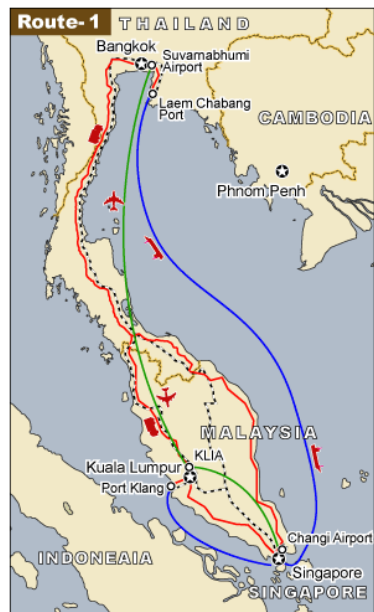 Route- 1
THAILAND
Bangkok
Suvarnabhumi
Airport
Laem Chabang
Port
CAMBODIA
Phnom Penh
MALAYSIA
KLIA
Kuala Lumpur
Port Klang
Changi Airport
INDONEAIA
Singapore
SINGAPORE